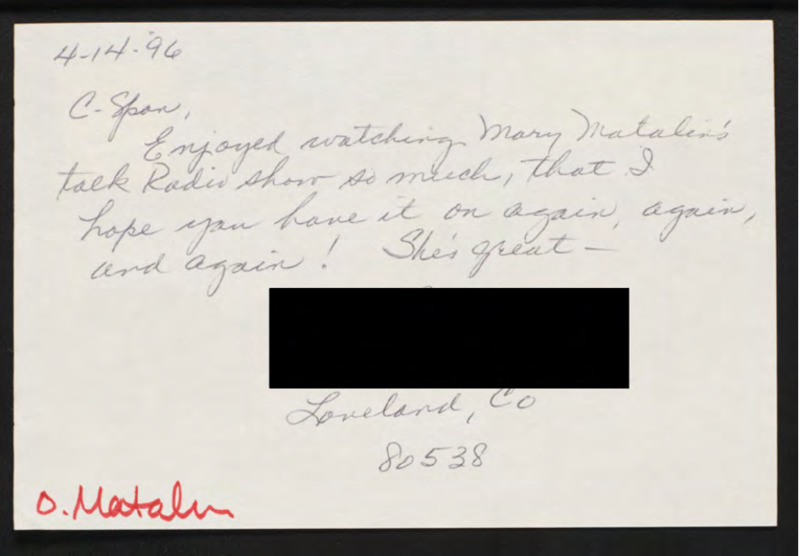 4-14-96
C-Span,
Enjoyed watching Mary Matalin's
talk Radio show so much, that I
hope you have it on again, again,
and again! She's great —
Loveland, Co
80538
O. Matalin